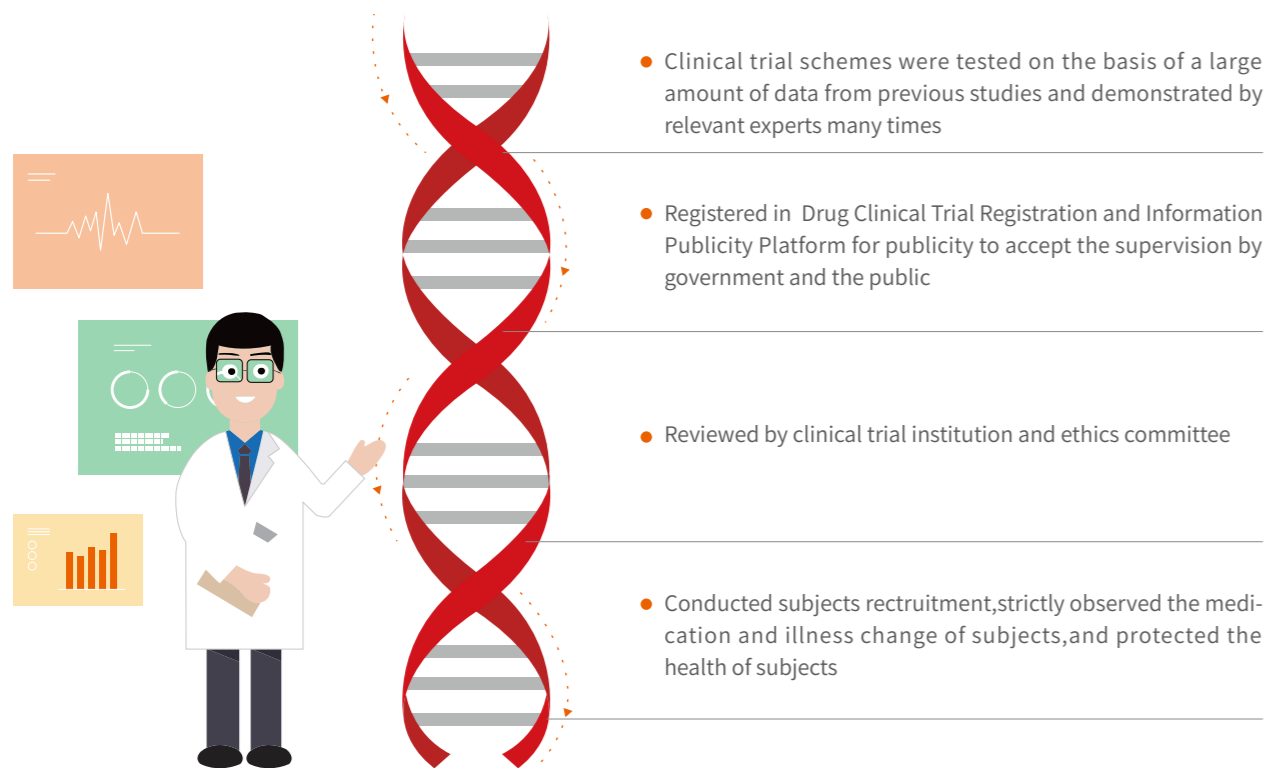 Clinical trial schemes were tested on the basis of a large
amount of data from previous studies and demonstrated by
relevant experts many times
Registered in  Drug Clinical Trial Registration and Information
Publicity Platform for publicity to accept the supervision by
government and the public
Reviewed by clinical trial institution and ethics committee
Conducted subjects rectruitment,strictly observed the medi-
cation and illness change of subjects,and protected the
health of subjects